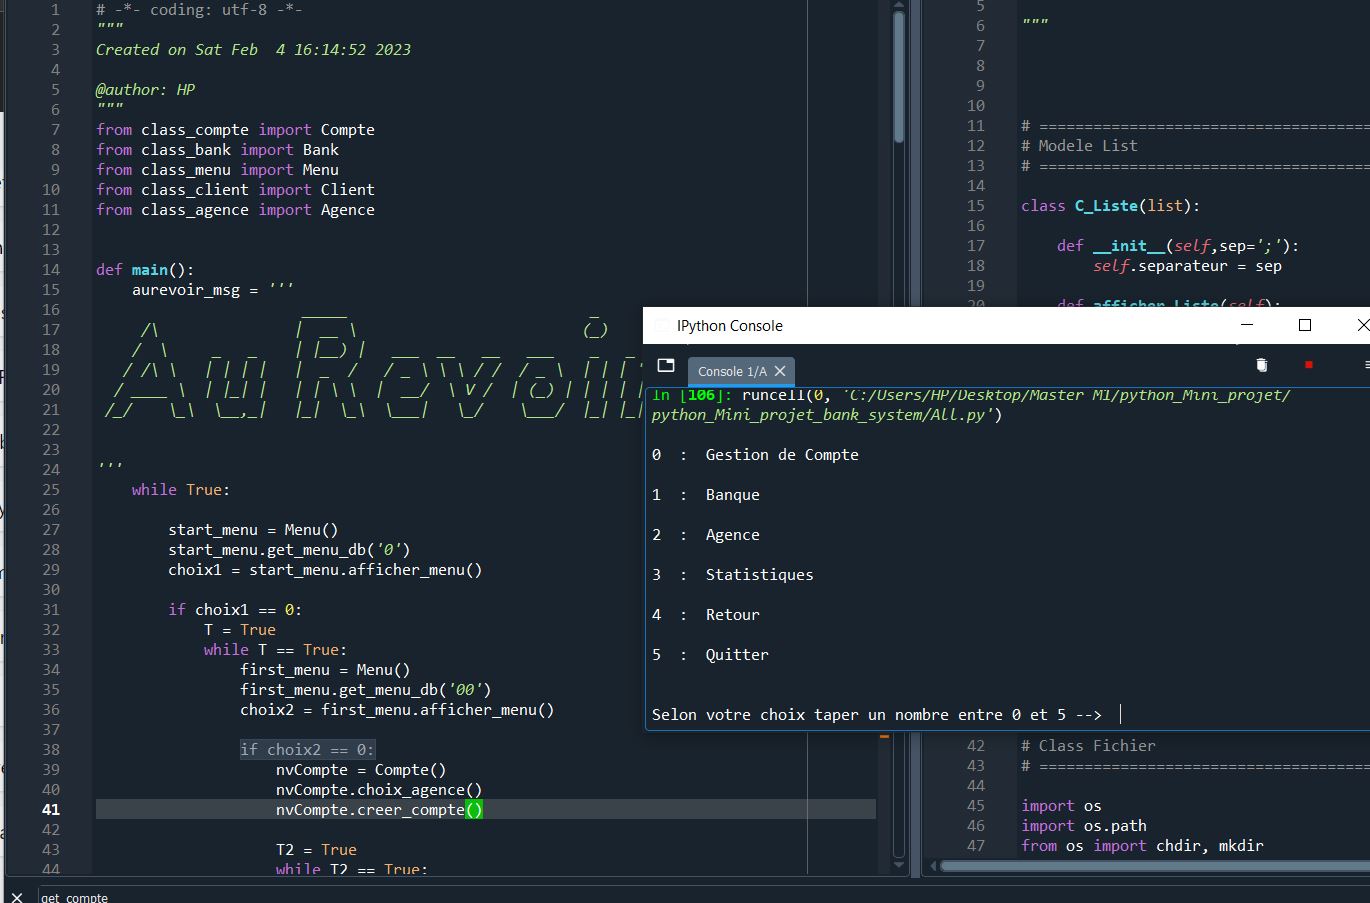 1 # -*- coding: utf-8 -*-
2 """
3 Created on Sat Feb  4 16:14:52 2023
4
5 @author: HP
6 """
7 from class_compte import Compte
8 from class_bank import Bank
9 from class_menu import Menu
10 from class_client import Client
11 from class_agence import Agence
12
13
14 def main():
15     aurevoir_msg = '''
16
17
18
19
20
21
22
23
24 '''
25     while True:
26
27         start_menu = Menu()
28         start_menu.get_menu_db('0')
29         choix1 = start_menu.afficher_menu()
30
31         if choix1 == 0:
32             T = True
33             while T == True:
34                 first_menu = Menu()
35                 first_menu.get_menu_db('00')
36                 choix2 = first_menu.afficher_menu()
37
38                 if choix2 == 0:
39                     nvCompte = Compte()
40                     nvCompte.choix_agence()
41                     nvCompte.creer_compte()
42
43                     T2 = True
44                     while T2 == True:
get_compte
5
6 """
7
8
9
10
11 # =====================================
12 # Modele List
13 # =====================================
14
15 class C_Liste(list):
16
17     def __init__(self,sep=';'):
18         self.separateur = sep
19
20     def afficher_Liste(self):
IPython Console
Console 1/A
In [106]: runcell(0, 'C:/Users/HP/Desktop/Master M1/python_Mini_projet/
python_Mini_projet_bank_system/All.py')
0  :  Gestion de Compte
1  :  Banque
2  :  Agence
3  :  Statistiques
4  :  Retour
5  :  Quitter
Selon votre choix taper un nombre entre 0 et 5 -->
42 # Class Fichier
43 # =====================================
44
45 import os
46 import os.path
47 from os import chdir, mkdir